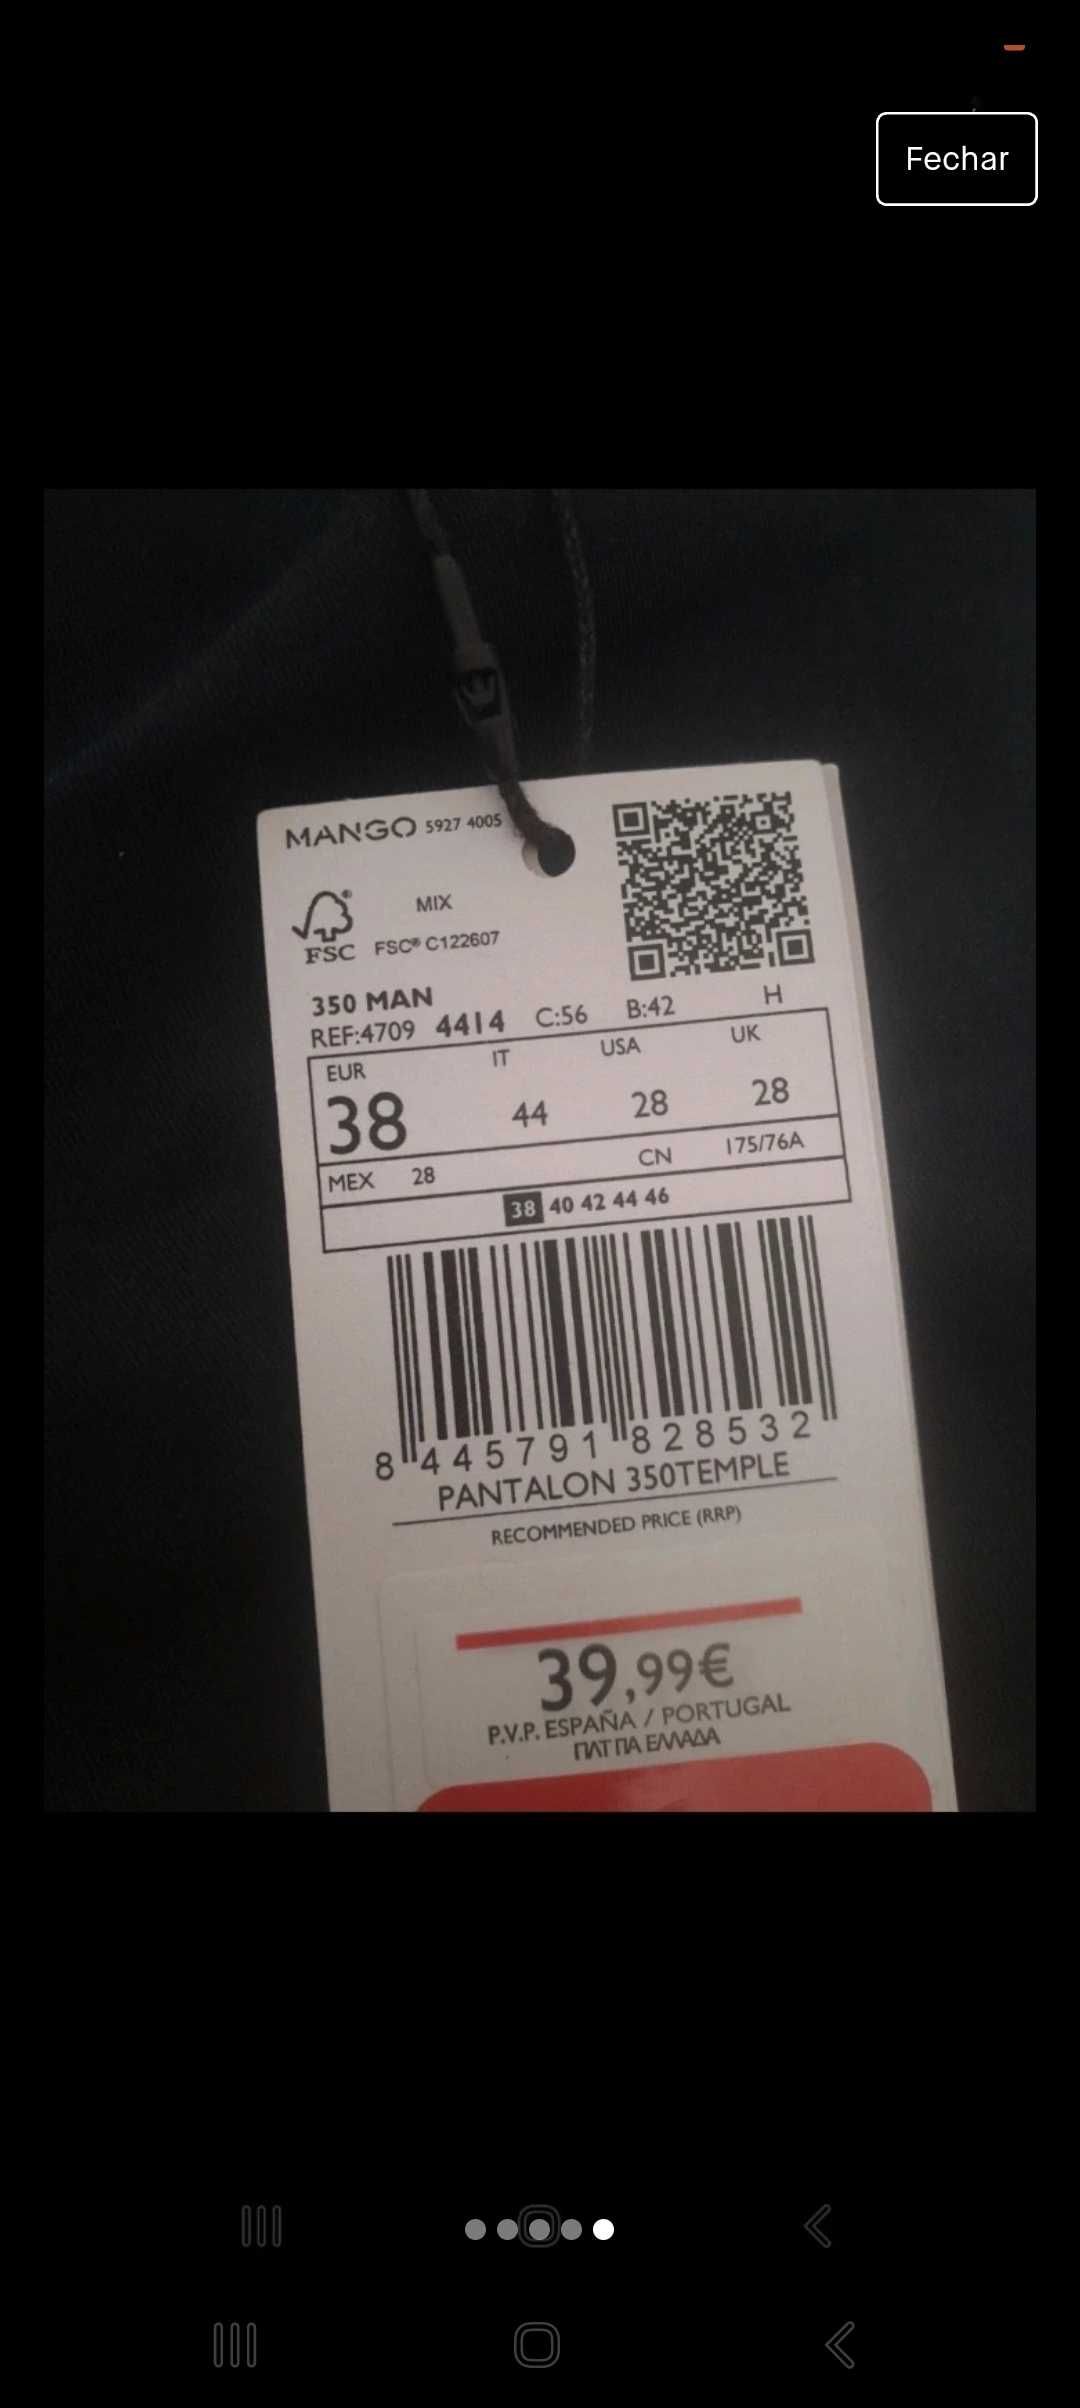 Fechar
MANGO 5927 4005
MIX
FSC® C122607
FSC
350 MAN
REF:4709 4414 C:56 B:42 H
EUR IT USA UK
38 44 28 28
MEX 28 CN 175/76A
38 40 42 44 46
8 445791 828532
PANTALON 350TEMPLE
RECOMMENDED PRICE (RRP)
39,99€
P.V.P. ESPAÑA / PORTUGAL
ΠΛΤ ΓΙΑ ΕΛΛΑΔΑ